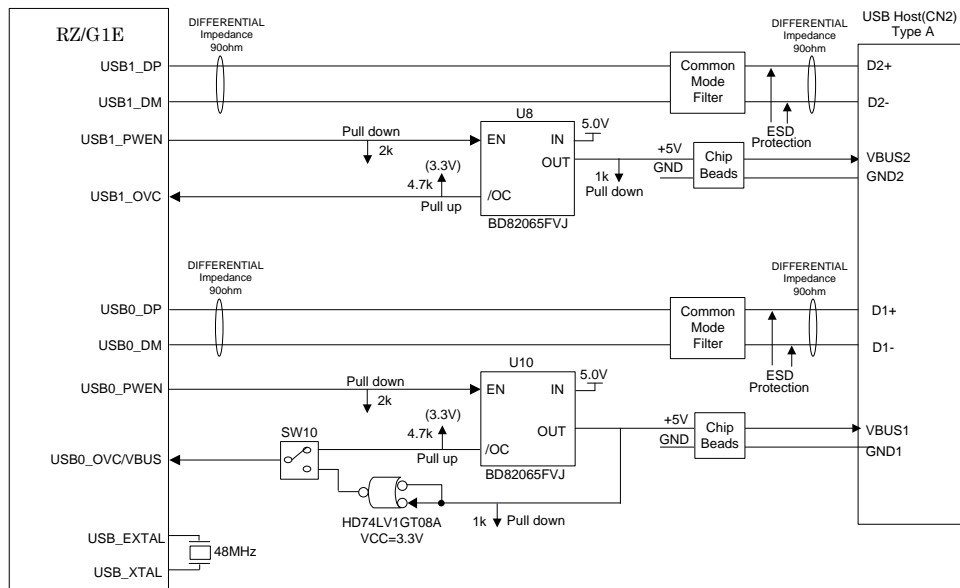 RZ/G1E
DIFFERENTIAL
Impedance
90ohm
DIFFERENTIAL
Impedance
90ohm
USB Host(CN2)
Type A
USB1_DP
Common
Mode
Filter
D2+
USB1_DM
D2-
ESD
Protection
USB1_PWEN
Pull down
2k
U8
EN
IN
5.0V
OUT
/OC
BD82065FVJ
1k
Pull down
+5V
GND
Chip
Beads
VBUS2
GND2
USB1_OVC
(3.3V)
4.7k
Pull up
DIFFERENTIAL
Impedance
90ohm
DIFFERENTIAL
Impedance
90ohm
USB0_DP
Common
Mode
Filter
D1+
USB0_DM
D1-
ESD
Protection
USB0_PWEN
Pull down
2k
U10
EN
IN
5.0V
OUT
/OC
BD82065FVJ
+5V
GND
Chip
Beads
VBUS1
GND1
USB0_OVC/VBUS
SW10
(3.3V)
4.7k
Pull up
HD74LV1GT08A
VCC=3.3V
1k
Pull down
USB_EXTAL
48MHz
USB_XTAL